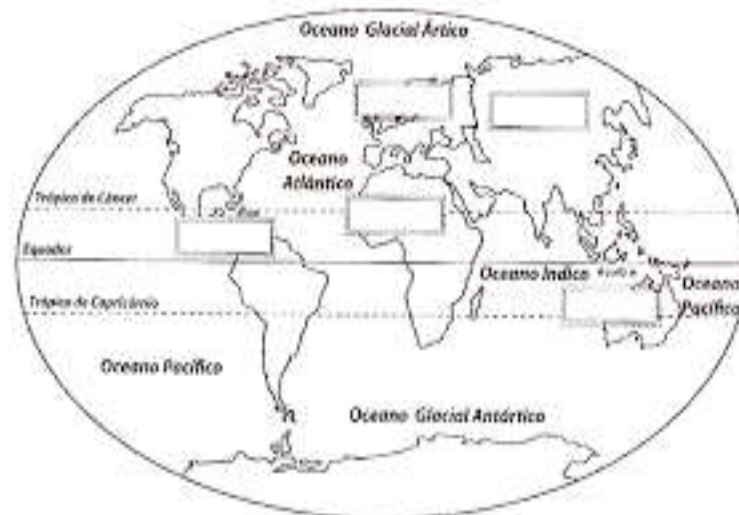 Oceano Glacial Ártico
Oceano
Atlântico
Trópico de Câncer
Equador
Oceano Índico
Oceano
Pacífico
Trópico de Capricórnio
Oceano Pacífico
Oceano Glacial Antártico